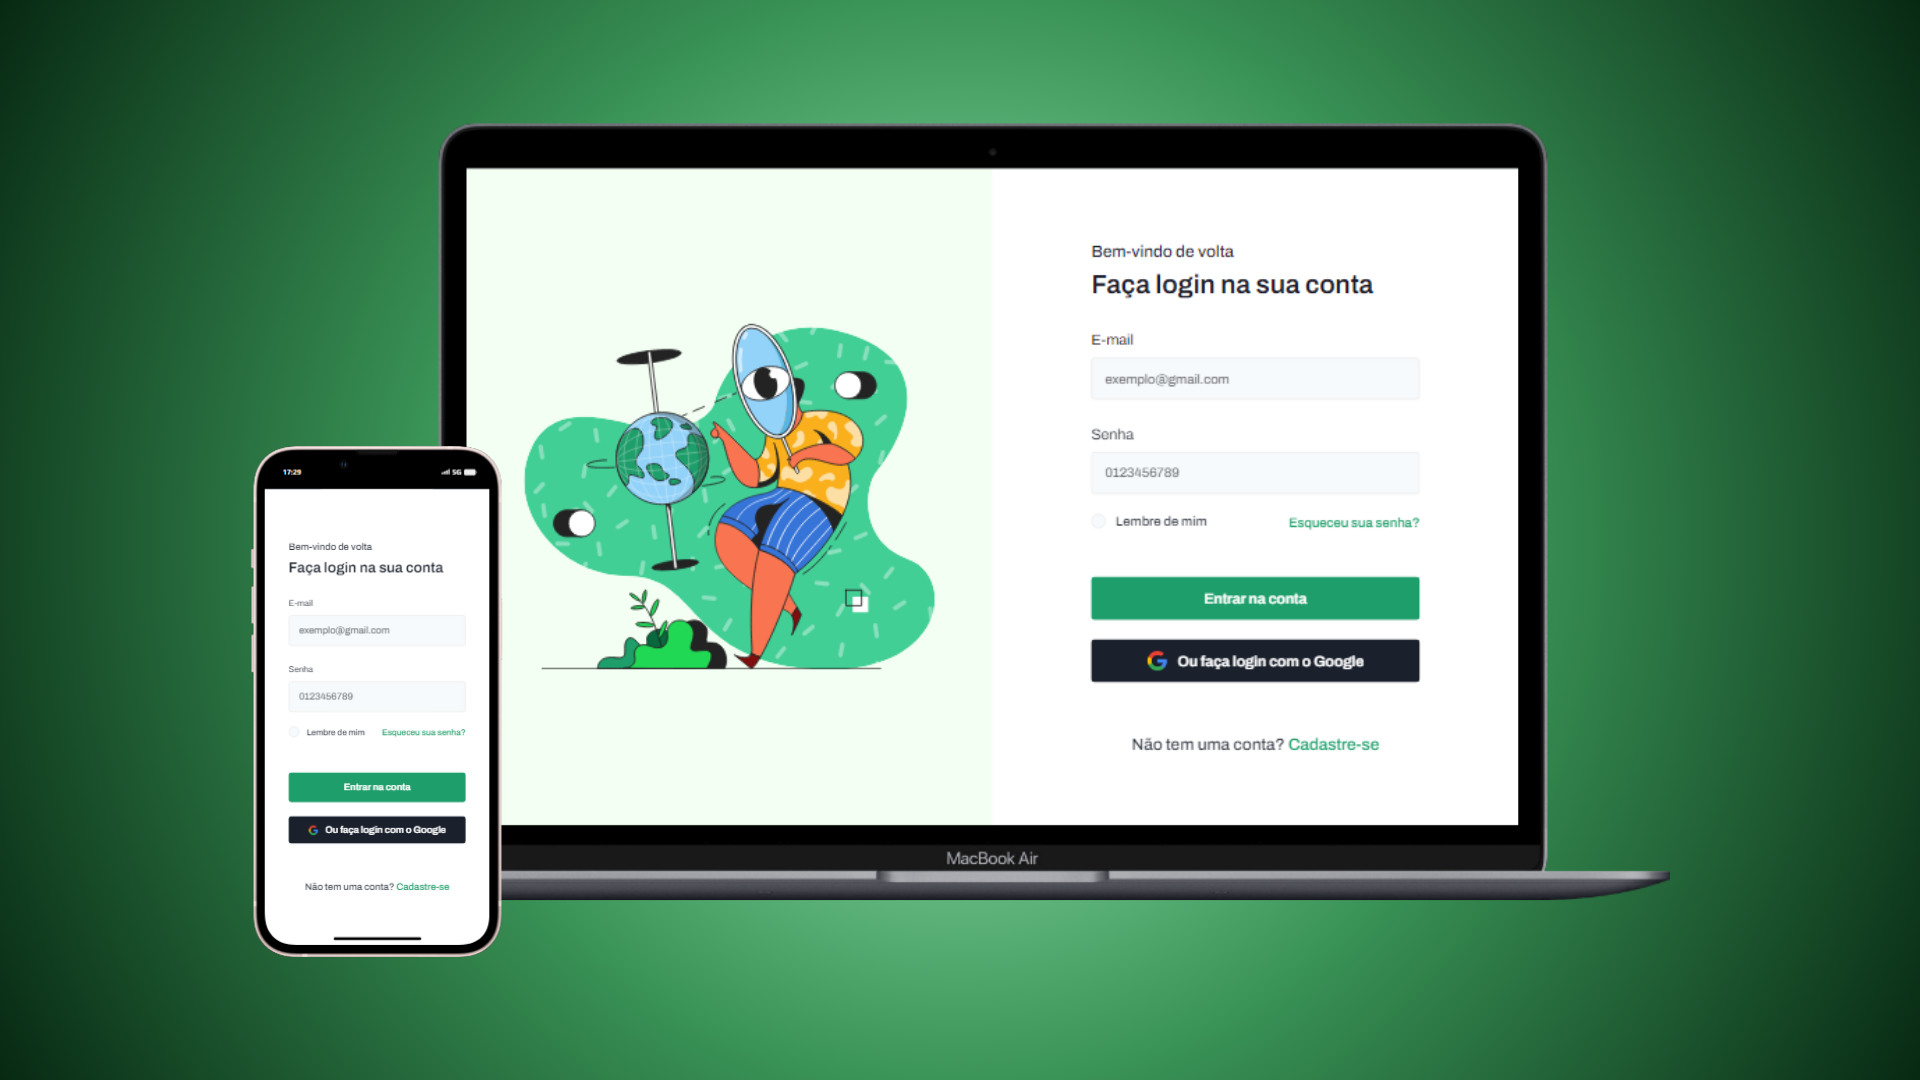 Bem-vindo de volta
Faça login na sua conta
E-mail
exemplo@gmail.com
Senha
0123456789
Lembre de mim
Esqueceu sua senha?
Entrar na conta
Ou faça login com o Google
Não tem uma conta? Cadastre-se
MacBook Air
17:29
5G
Bem-vindo de volta
Faça login na sua conta
E-mail
exemplo@gmail.com
Senha
0123456789
Lembre de mim
Esqueceu sua senha?
Entrar na conta
Ou faça login com o Google
Não tem uma conta? Cadastre-se